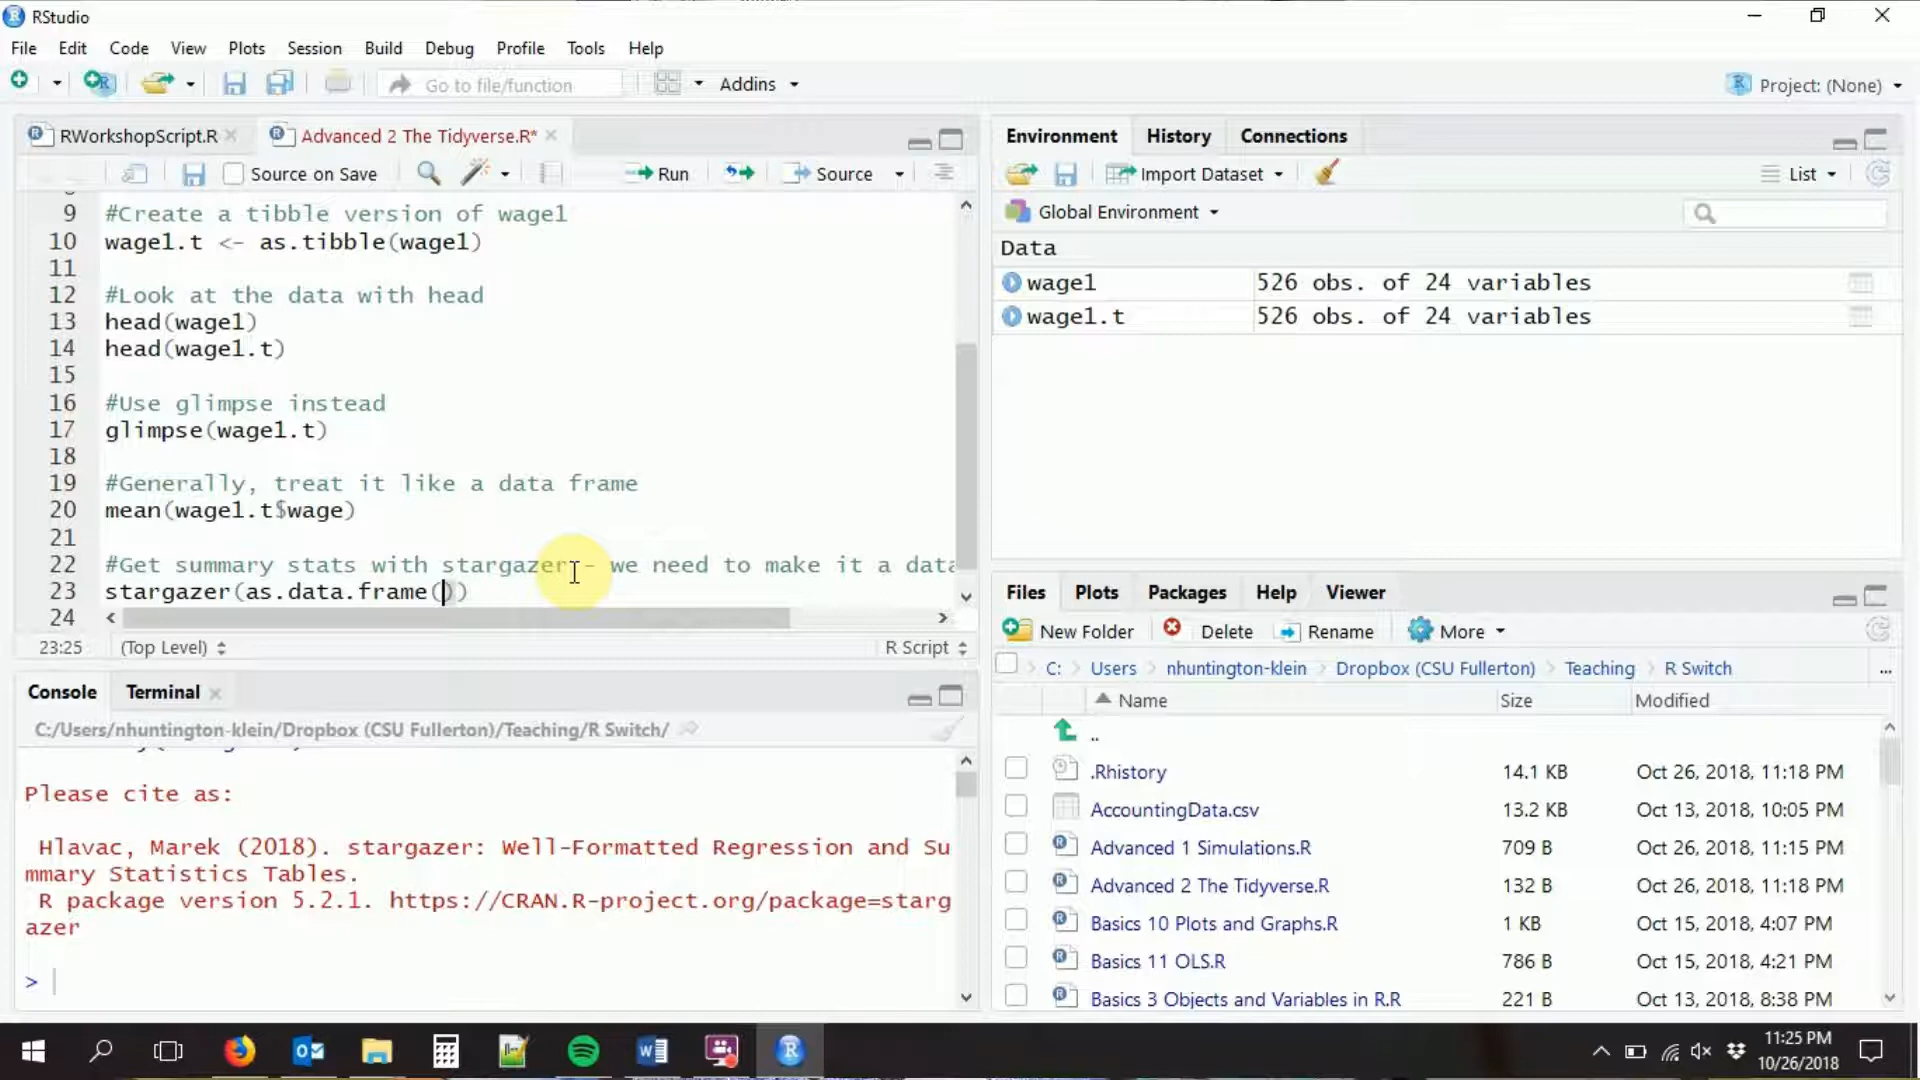 RStudio
File Edit Code View Plots Session Build Debug Profile Tools Help
Go to file/function Addins Project: (None)
RWorkshopScript.R Advanced 2 The Tidyverse.R*
Source on Save Run Source
9 #Create a tibble version of wage1
10 wage1.t <- as.tibble(wage1)
11
12 #Look at the data with head
13 head(wage1)
14 head(wage1.t)
15
16 #Use glimpse instead
17 glimpse(wage1.t)
18
19 #Generally, treat it like a data frame
20 mean(wage1.t$wage)
21
22 #Get summary stats with stargazer - we need to make it a data
23 stargazer(as.data.frame())
24
23:25 (Top Level) R Script
Console Terminal
C:/Users/nhuntington-klein/Dropbox (CSU Fullerton)/Teaching/R Switch/
Please cite as:
Hlavac, Marek (2018). stargazer: Well-Formatted Regression and Su
mmary Statistics Tables.
R package version 5.2.1. https://CRAN.R-project.org/package=starg
azer
>
Environment History Connections
Import Dataset List
Global Environment
Data
wage1 526 obs. of 24 variables
wage1.t 526 obs. of 24 variables
Files Plots Packages Help Viewer
New Folder Delete Rename More
C: Users nhuntington-klein Dropbox (CSU Fullerton) Teaching R Switch ...
Name Size Modified
..
.Rhistory 14.1 KB Oct 26, 2018, 11:18 PM
AccountingData.csv 13.2 KB Oct 13, 2018, 10:05 PM
Advanced 1 Simulations.R 709 B Oct 26, 2018, 11:15 PM
Advanced 2 The Tidyverse.R 132 B Oct 26, 2018, 11:18 PM
Basics 10 Plots and Graphs.R 1 KB Oct 15, 2018, 4:07 PM
Basics 11 OLS.R 786 B Oct 15, 2018, 4:21 PM
Basics 3 Objects and Variables in R.R 221 B Oct 13, 2018, 8:38 PM
11:25 PM
10/26/2018